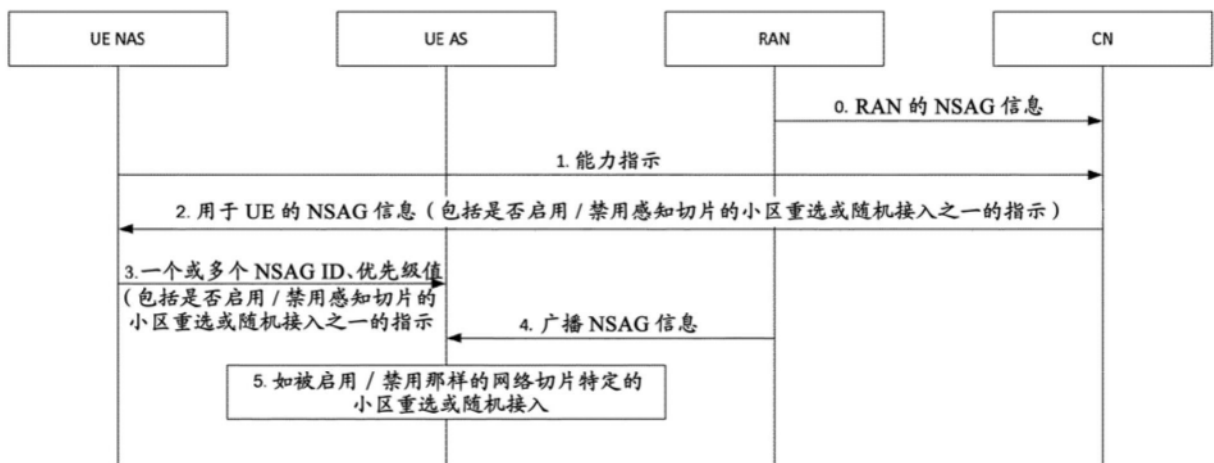 UE NAS
UE AS
RAN
CN
0. RAN 的 NSAG 信息
1. 能力指示
2. 用于 UE 的 NSAG 信息（包括是否启用 / 禁用感知切片的小区重选或随机接入之一的指示）
3. 一个或多个 NSAG ID、优先级值
（包括是否启用 / 禁用感知切片的
小区重选或随机接入之一的指示
4. 广播 NSAG 信息
5. 如被启用 / 禁用那样的网络切片特定的
小区重选或随机接入